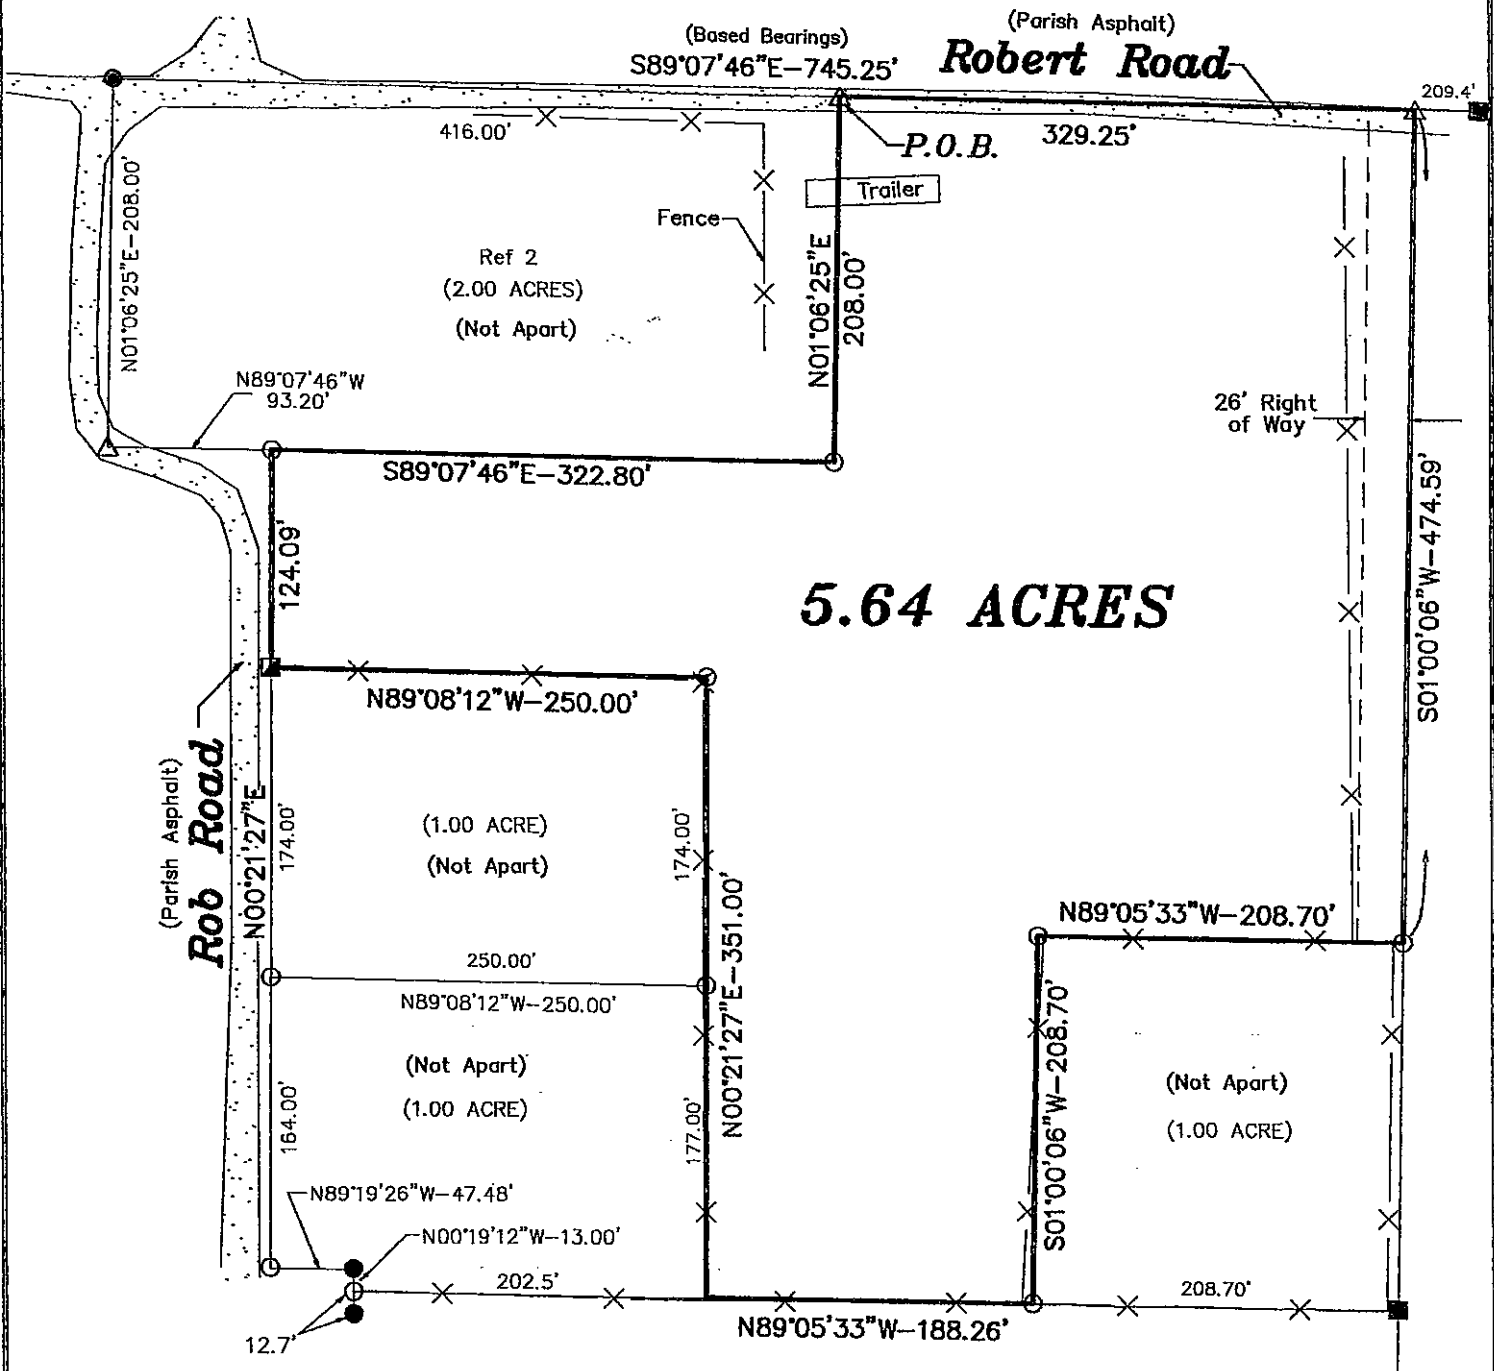 (Parish Asphalt)
(Based Bearings)
Robert Road
S89°07'46"E-745.25'
209.4'
416.00'
P.O.B.
329.25'
Trailer
Fence
N01°06'25"E-208.00'
Ref 2
(2.00 ACRES)
(Not Apart)
N01°06'25"E
208.00'
N89°07'46"W
93.20'
26' Right
of Way
S89°07'46"E-322.80'
S01°00'06"W-474.59'
124.09'
5.64 ACRES
N89°08'12"W-250.00'
(Parish Asphalt)
Rob Road
N00°21'27"E
174.00'
(1.00 ACRE)
(Not Apart)
174.00'
N00°21'27"E-351.00'
N89°05'33"W-208.70'
250.00'
N89°08'12"W-250.00'
(Not Apart)
(1.00 ACRE)
164.00'
177.00'
S01°00'06"W-208.70'
(Not Apart)
(1.00 ACRE)
N89°19'26"W-47.48'
N00°19'12"W-13.00'
202.5'
208.70'
12.7'
N89°05'33"W-188.26'